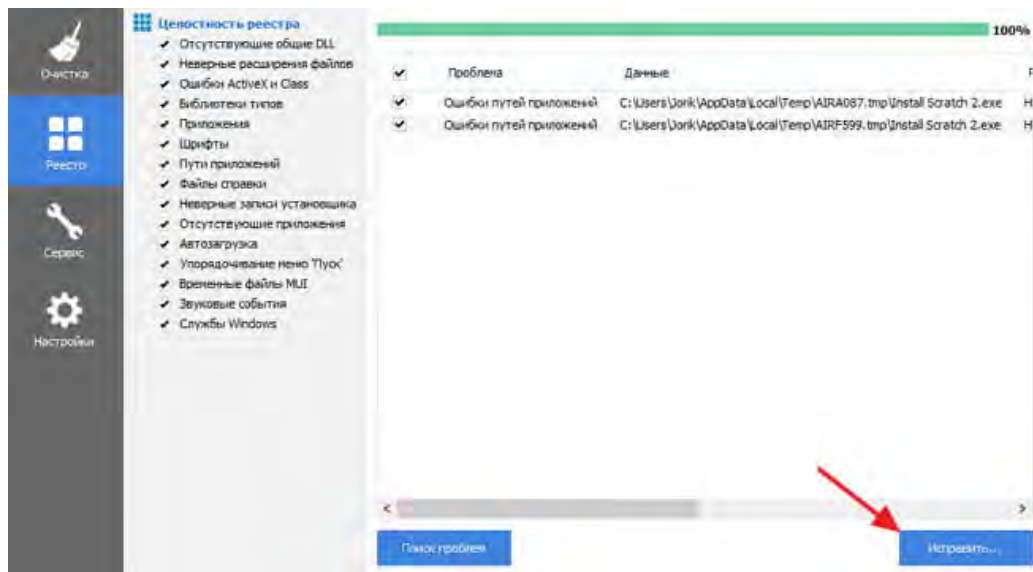 Очистка
Реестр
Сервис
Настройки
Целостность реестра
✔ Отсутствующие общие DLL
✔ Неверные расширения файлов
✔ Ошибки ActiveX и Class
✔ Библиотеки типов
✔ Приложения
✔ Шрифты
✔ Пути приложений
✔ Файлы справки
✔ Неверные записи установщика
✔ Отсутствующие приложения
✔ Автозагрузка
✔ Упорядочивание меню 'Пуск'
✔ Временные файлы MUI
✔ Звуковые события
✔ Службы Windows
100%
✔ Проблема Данные Р
✔ Ошибки путей приложений C:\Users\Jorik\AppData\Local\Temp\AIRA087.tmp\Install Scratch 2.exe H
✔ Ошибки путей приложений C:\Users\Jorik\AppData\Local\Temp\AIRF599.tmp\Install Scratch 2.exe H
Поиск проблем
Исправить...